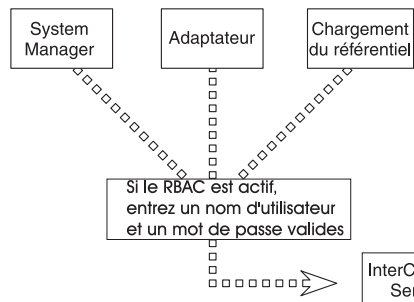 System
Manager
Adaptateur
Chargement
du référentiel
Si le RBAC est actif,
entrez un nom d'utilisateur
et un mot de passe valides